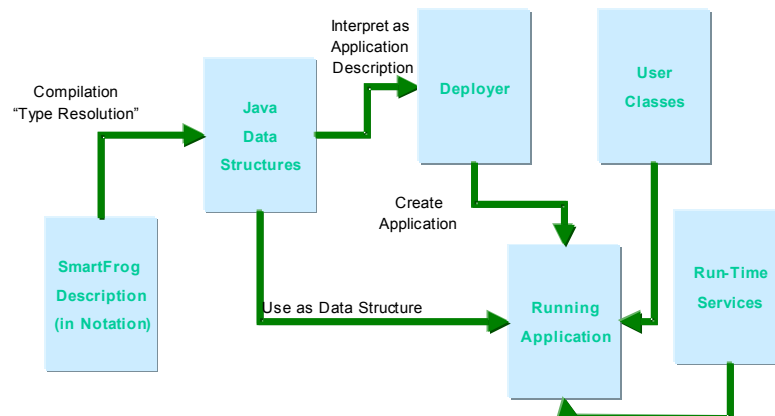 Interpret as
Application
Description
Compilation
“Type Resolution”
Java
Data
Structures
Deployer
User
Classes
Create
Application
SmartFrog
Description
(in Notation)
Use as Data Structure
Running
Application
Run-Time
Services